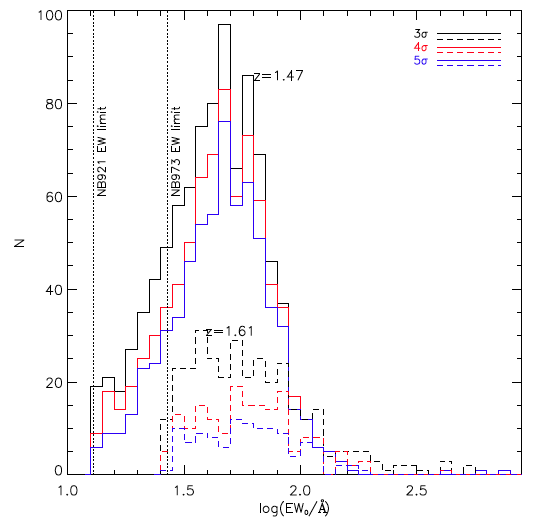 100
80
60
40
20
0
N
1.0
1.5
2.0
2.5
log(EW₀/Å)
NB921 EW limit
NB973 EW limit
z=1.47
z=1.61
3σ
4σ
5σ